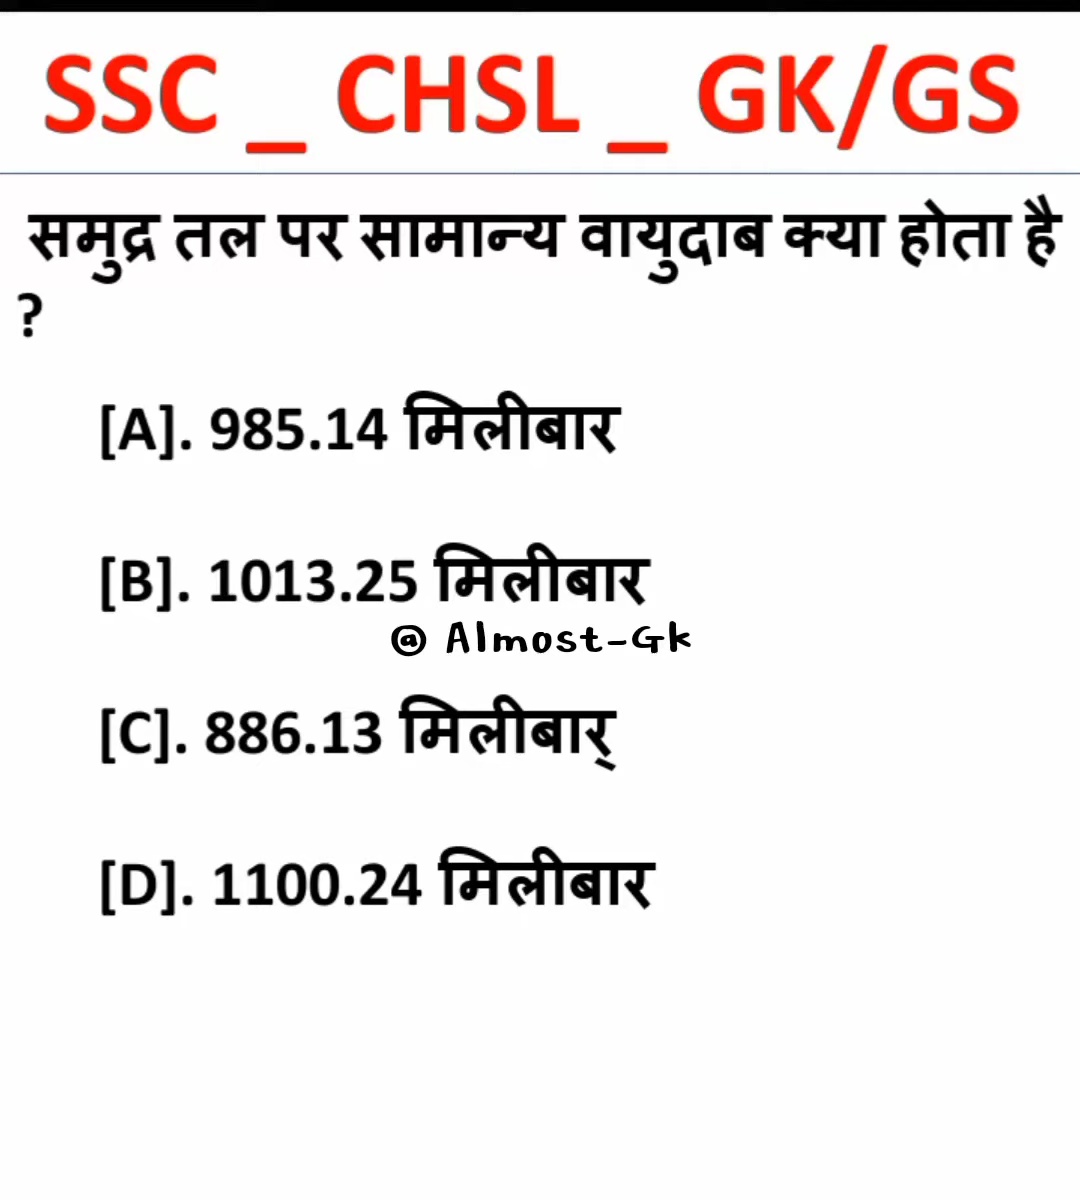 SSC _ CHSL _ GK/GS
समुद्र तल पर सामान्य वायुदाब क्या होता है
?
[A]. 985.14 मिलीबार
[B]. 1013.25 मिलीबार
@ Almost-Gk
[C]. 886.13 मिलीबार्
[D]. 1100.24 मिलीबार